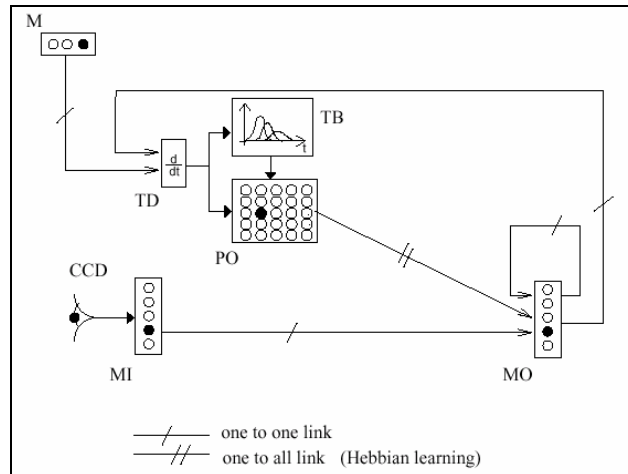 M
TB
t
d
dt
TD
PO
CCD
MI
MO
one to one link
one to all link (Hebbian learning)